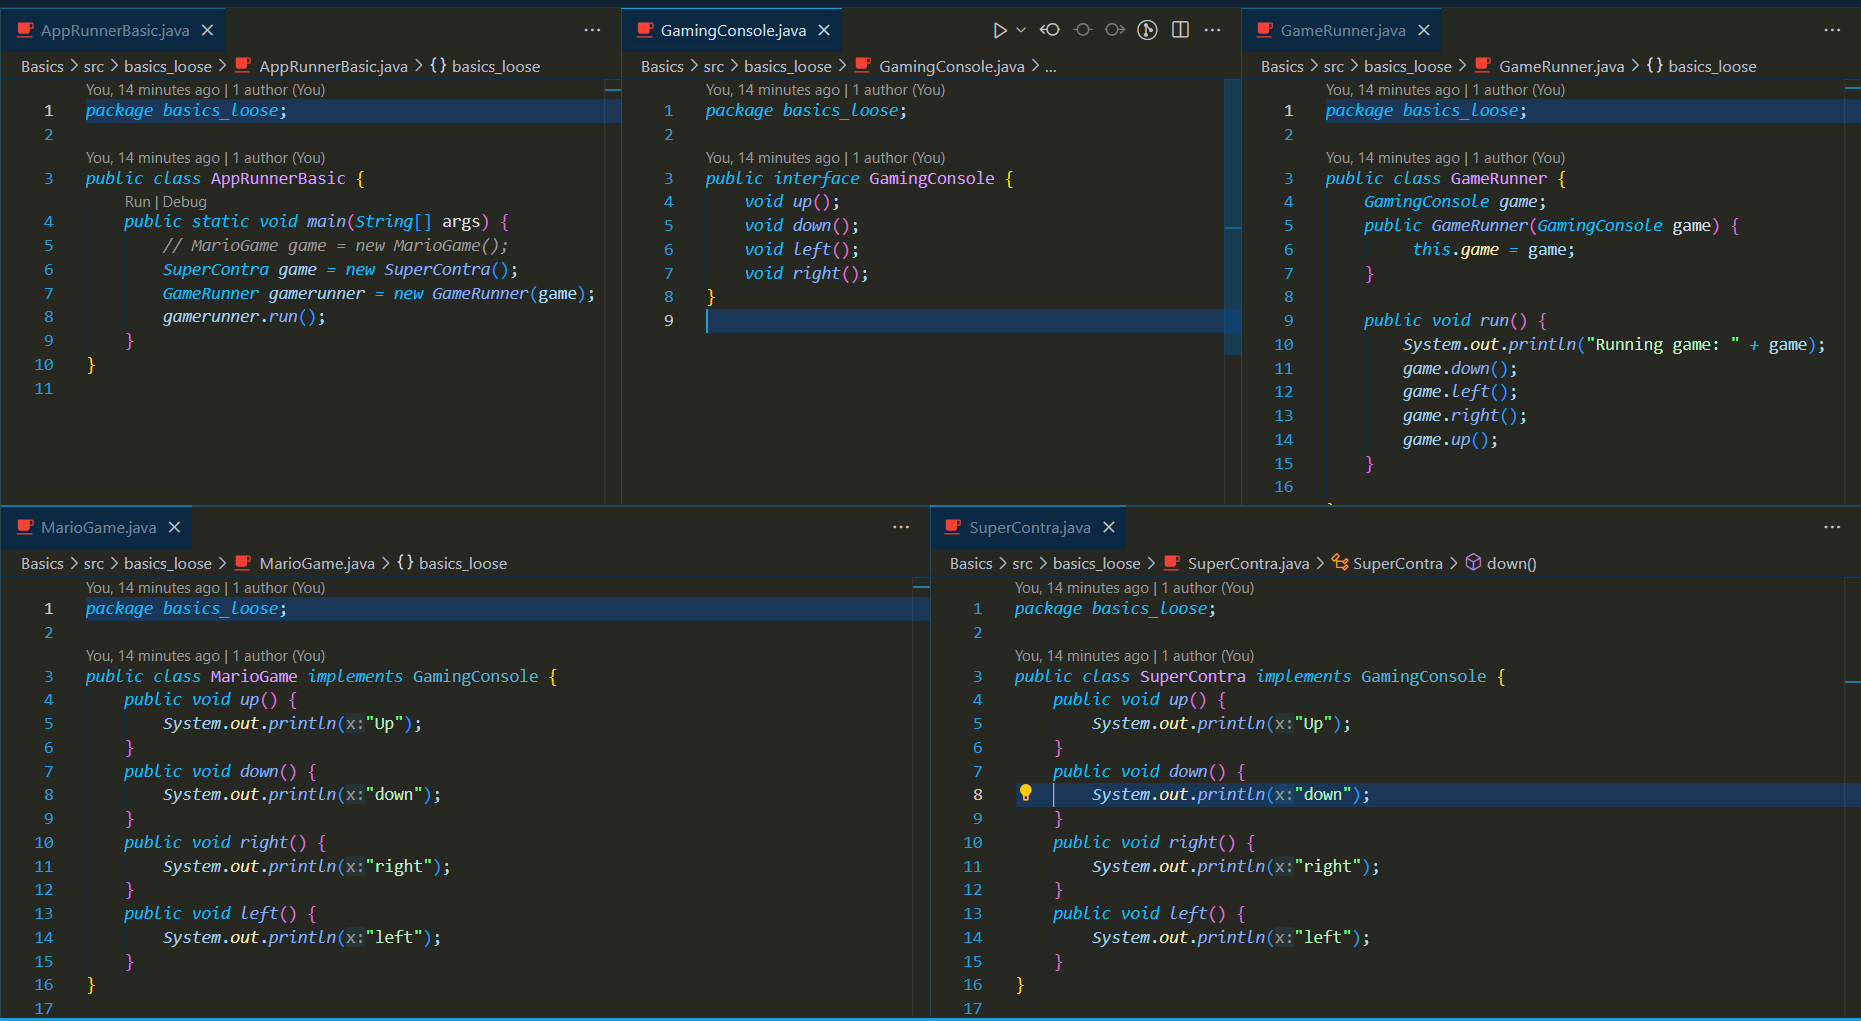 AppRunnerBasic.java
Basics > src > basics_loose > AppRunnerBasic.java > {} basics_loose
You, 14 minutes ago | 1 author (You)
1 package basics_loose;
2
You, 14 minutes ago | 1 author (You)
3 public class AppRunnerBasic {
Run | Debug
4 public static void main(String[] args) {
5 // MarioGame game = new MarioGame();
6 SuperContra game = new SuperContra();
7 GameRunner gamerunner = new GameRunner(game);
8 gamerunner.run();
9 }
10 }
11
GamingConsole.java
Basics > src > basics_loose > GamingConsole.java > ...
You, 14 minutes ago | 1 author (You)
1 package basics_loose;
2
You, 14 minutes ago | 1 author (You)
3 public interface GamingConsole {
4 void up();
5 void down();
6 void left();
7 void right();
8 }
9
GameRunner.java
Basics > src > basics_loose > GameRunner.java > {} basics_loose
You, 14 minutes ago | 1 author (You)
1 package basics_loose;
2
You, 14 minutes ago | 1 author (You)
3 public class GameRunner {
4 GamingConsole game;
5 public GameRunner(GamingConsole game) {
6 this.game = game;
7 }
8
9 public void run() {
10 System.out.println("Running game: " + game);
11 game.down();
12 game.left();
13 game.right();
14 game.up();
15 }
16
MarioGame.java
Basics > src > basics_loose > MarioGame.java > {} basics_loose
You, 14 minutes ago | 1 author (You)
1 package basics_loose;
2
You, 14 minutes ago | 1 author (You)
3 public class MarioGame implements GamingConsole {
4 public void up() {
5 System.out.println(x:"Up");
6 }
7 public void down() {
8 System.out.println(x:"down");
9 }
10 public void right() {
11 System.out.println(x:"right");
12 }
13 public void left() {
14 System.out.println(x:"left");
15 }
16 }
17
SuperContra.java
Basics > src > basics_loose > SuperContra.java > SuperContra > down()
You, 14 minutes ago | 1 author (You)
1 package basics_loose;
2
You, 14 minutes ago | 1 author (You)
3 public class SuperContra implements GamingConsole {
4 public void up() {
5 System.out.println(x:"Up");
6 }
7 public void down() {
8 System.out.println(x:"down");
9 }
10 public void right() {
11 System.out.println(x:"right");
12 }
13 public void left() {
14 System.out.println(x:"left");
15 }
16 }
17